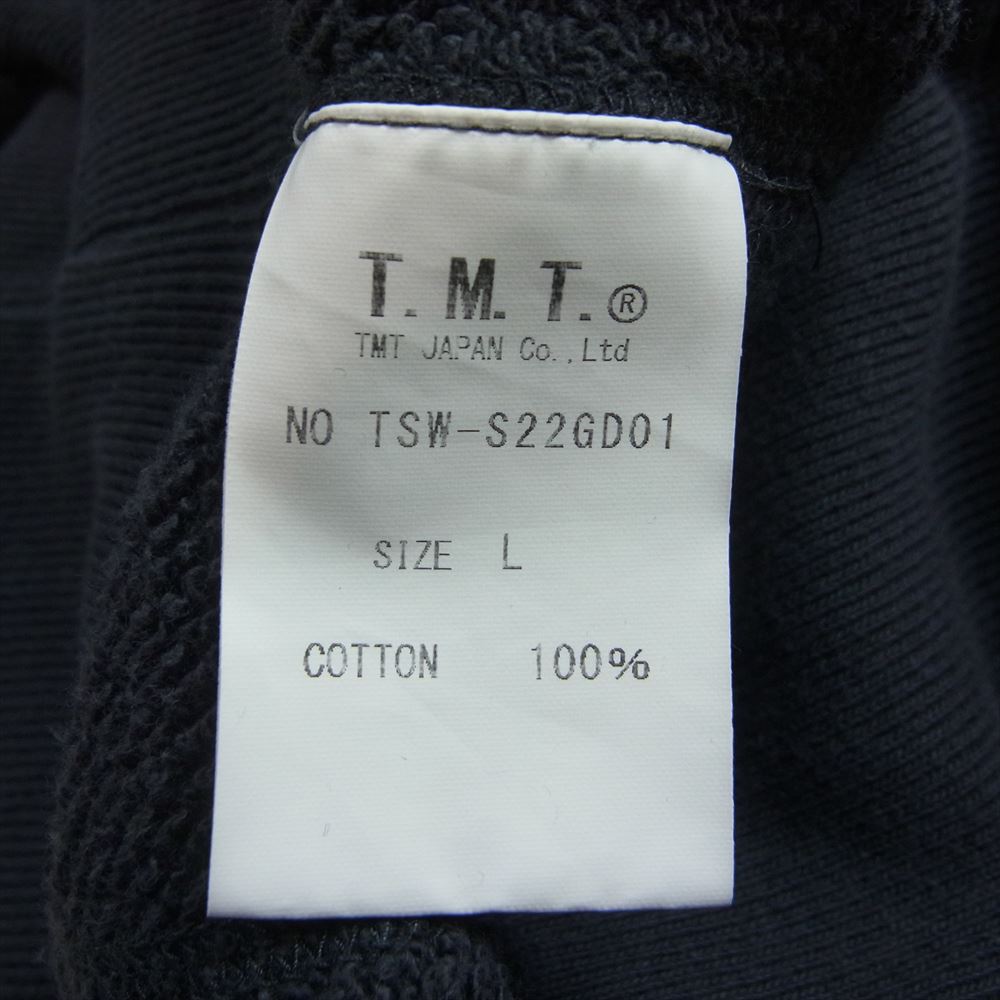 T.M.T.®
TMT JAPAN Co.,Ltd
NO TSW-S22GD01
SIZE L
COTTON 100%